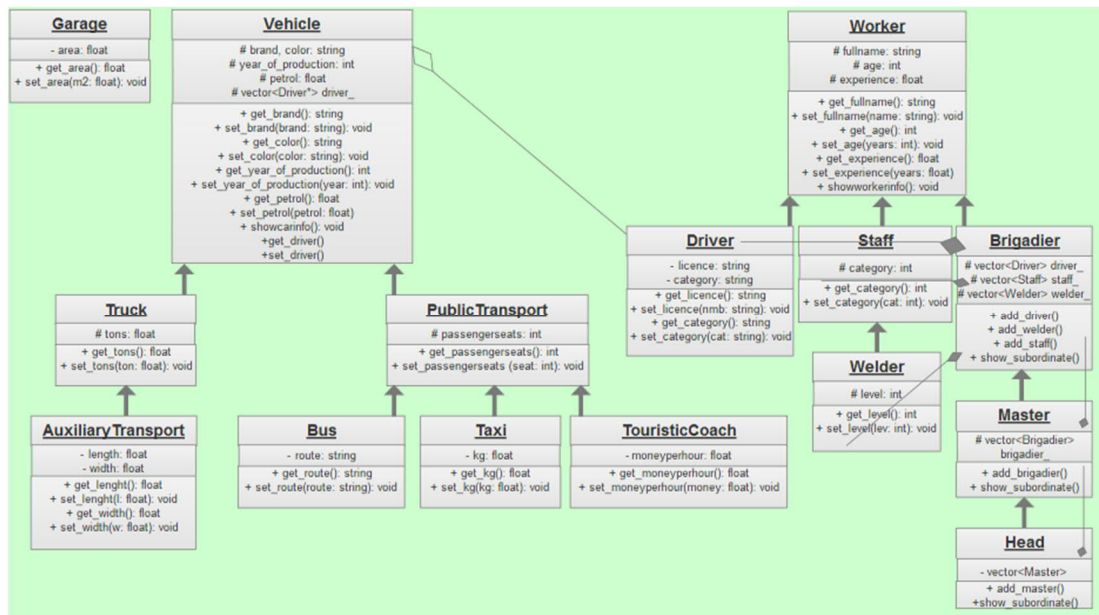 Garage
- area: float
+ get_area(): float
+ set_area(m2: float): void
Vehicle
# brand, color: string
# year_of_production: int
# petrol: float
# vector<Driver*> driver_
+ get_brand(): string
+ set_brand(brand: string): void
+ get_color(): string
+ set_color(color: string): void
+ get_year_of_production(): int
+ set_year_of_production(year: int): void
+ get_petrol(): float
+ set_petrol(petrol: float)
+ showcarinfo(): void
+get_driver()
+set_driver()
Worker
# fullname: string
# age: int
# experience: float
+ get_fullname(): string
+ set_fullname(name: string): void
+ get_age(): int
+ set_age(years: int): void
+ get_experience(): float
+ set_experience(years: float)
+ showworkerinfo(): void
Driver
- licence: string
- category: string
+ get_licence(): string
+ set_licence(nmb: string): void
+ get_category(): string
+ set_category(cat: string): void
Staff
# category: int
+ get_category(): int
+ set_category(cat: int): void
Brigadier
# vector<Driver> driver_
# vector<Staff> staff_
# vector<Welder> welder_
+ add_driver()
+ add_welder()
+ add_staff()
+ show_subordinate()
Truck
# tons: float
+ get_tons(): float
+ set_tons(ton: float): void
PublicTransport
# passengerseats: int
+ get_passengerseats(): int
+ set_passengerseats (seat: int): void
Welder
# level: int
+ get_level(): int
+ set_level(lev: int): void
AuxiliaryTransport
- length: float
- width: float
+ get_lenght(): float
+ set_lenght(l: float): void
+ get_width(): float
+ set_width(w: float): void
Bus
- route: string
+ get_route(): string
+ set_route(route: string): void
Taxi
- kg: float
+ get_kg(): float
+ set_kg(kg: float): void
TouristicCoach
- moneyperhour: float
+ get_moneyperhour(): float
+ set_moneyperhour(money: float): void
Master
# vector<Brigadier>
brigadier_
+ add_brigadier()
+ show_subordinate()
Head
- vector<Master>
+ add_master()
+show_subordinate()